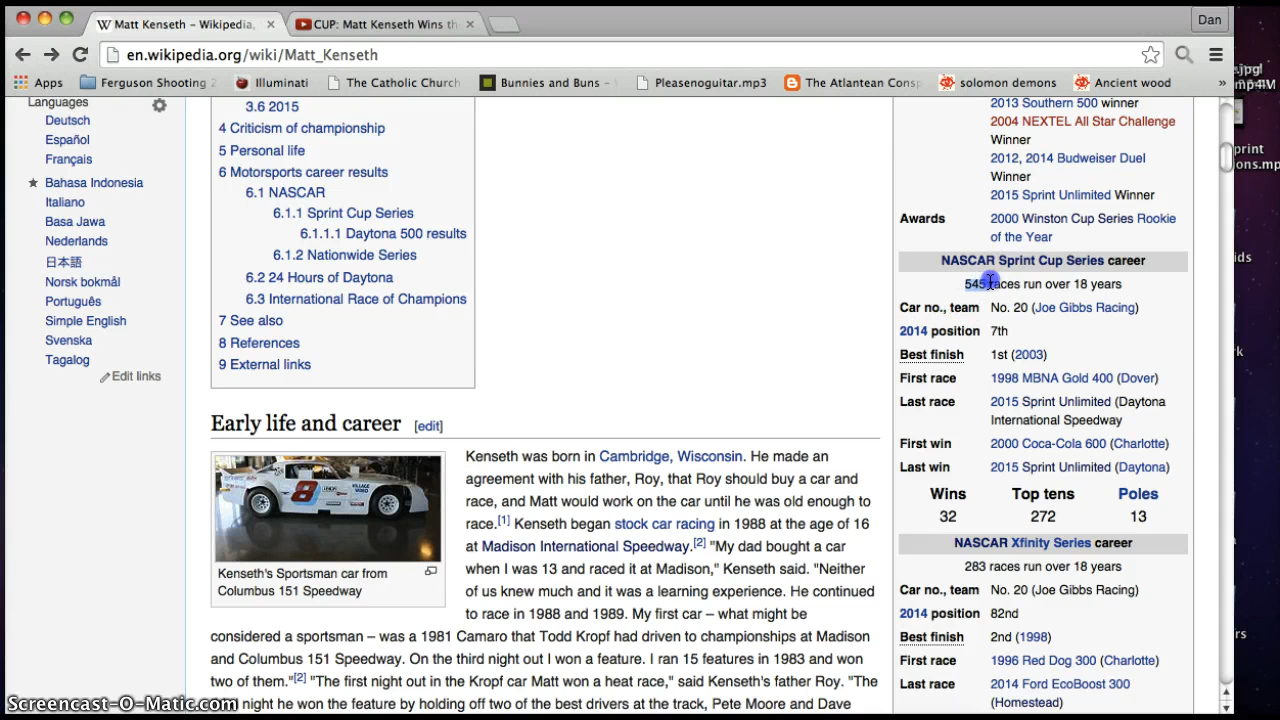 Matt Kenseth – Wikipedia,
CUP: Matt Kenseth Wins th
Dan
en.wikipedia.org/wiki/Matt_Kenseth
Apps
Ferguson Shooting 2
Illuminati
The Catholic Church
Bunnies and Buns –
Pleasenoguitar.mp3
The Atlantean Consp
solomon demons
Ancient wood
»
Languages
Deutsch
Español
Français
Bahasa Indonesia
Italiano
Basa Jawa
Nederlands
日本語
Norsk bokmål
Português
Simple English
Svenska
Tagalog
Edit links
3.6 2015
4 Criticism of championship
5 Personal life
6 Motorsports career results
6.1 NASCAR
6.1.1 Sprint Cup Series
6.1.1.1 Daytona 500 results
6.1.2 Nationwide Series
6.2 24 Hours of Daytona
6.3 International Race of Champions
7 See also
8 References
9 External links
Early life and career [edit]
8
Kenseth's Sportsman car from
Columbus 151 Speedway
Kenseth was born in Cambridge, Wisconsin. He made an
agreement with his father, Roy, that Roy should buy a car and
race, and Matt would work on the car until he was old enough to
race.[1] Kenseth began stock car racing in 1988 at the age of 16
at Madison International Speedway.[2] "My dad bought a car
when I was 13 and raced it at Madison," Kenseth said. "Neither
of us knew much and it was a learning experience. He continued
to race in 1988 and 1989. My first car – what might be
considered a sportsman – was a 1981 Camaro that Todd Kropf had driven to championships at Madison
and Columbus 151 Speedway. On the third night out I won a feature. I ran 15 features in 1983 and won
two of them."[2] "The first night out in the Kropf car Matt won a heat race," said Kenseth's father Roy. "The
night he won the feature by holding off two of the best drivers at the track, Pete Moore and Dave
2013 Southern 500 winner
2004 NEXTEL All Star Challenge
Winner
2012, 2014 Budweiser Duel
Winner
2015 Sprint Unlimited Winner
Awards 2000 Winston Cup Series Rookie
of the Year
NASCAR Sprint Cup Series career
545 races run over 18 years
Car no., team No. 20 (Joe Gibbs Racing)
2014 position 7th
Best finish 1st (2003)
First race 1998 MBNA Gold 400 (Dover)
Last race 2015 Sprint Unlimited (Daytona
International Speedway
First win 2000 Coca-Cola 600 (Charlotte)
Last win 2015 Sprint Unlimited (Daytona)
Wins Top tens Poles
32 272 13
NASCAR Xfinity Series career
283 races run over 18 years
Car no., team No. 20 (Joe Gibbs Racing)
2014 position 82nd
Best finish 2nd (1998)
First race 1996 Red Dog 300 (Charlotte)
Last race 2014 Ford EcoBoost 300
(Homestead)
Screencast-O-Matic.com